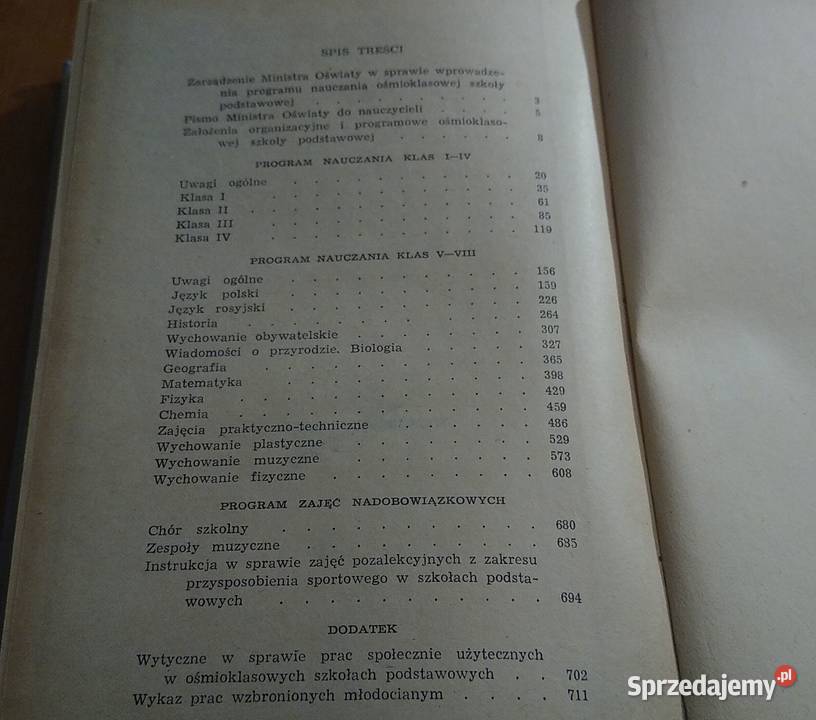 SPIS TREŚCI
Zarządzenie Ministra Oświaty w sprawie wprowadze-
nia programu nauczania ośmioklasowej szkoły
podstawowej . . . . . . . . . . 3
Pismo Ministra Oświaty do nauczycieli . . . . 5
Założenia organizacyjne i programowe ośmioklaso-
wej szkoły podstawowej . . . . . . 8
PROGRAM NAUCZANIA KLAS I—IV
Uwagi ogólne . . . . . . . . . . 20
Klasa I . . . . . . . . . . . 35
Klasa II . . . . . . . . . . . 61
Klasa III . . . . . . . . . . . 85
Klasa IV . . . . . . . . . . . 119
PROGRAM NAUCZANIA KLAS V—VIII
Uwagi ogólne . . . . . . . . . . 156
Język polski . . . . . . . . . . 159
Język rosyjski . . . . . . . . . . 226
Historia . . . . . . . . . . . 264
Wychowanie obywatelskie . . . . . . . 307
Wiadomości o przyrodzie. Biologia . . . . . 327
Geografia . . . . . . . . . . . 365
Matematyka . . . . . . . . . . 398
Fizyka . . . . . . . . . . . 429
Chemia . . . . . . . . . . . 459
Zajęcia praktyczno-techniczne . . . . . . 486
Wychowanie plastyczne . . . . . . . . 529
Wychowanie muzyczne . . . . . . . . 573
Wychowanie fizyczne . . . . . . . . 608
PROGRAM ZAJĘĆ NADOBOWIĄZKOWYCH
Chór szkolny . . . . . . . . . . 680
Zespoły muzyczne . . . . . . . . . 685
Instrukcja w sprawie zajęć pozalekcyjnych z zakresu
przysposobienia sportowego w szkołach podsta-
wowych . . . . . . . . . . . 694
DODATEK
Wytyczne w sprawie prac społecznie użytecznych
w ośmioklasowych szkołach podstawowych . . 702
Wykaz prac wzbronionych młodocianym . . . . 711
Sprzedajemy.pl